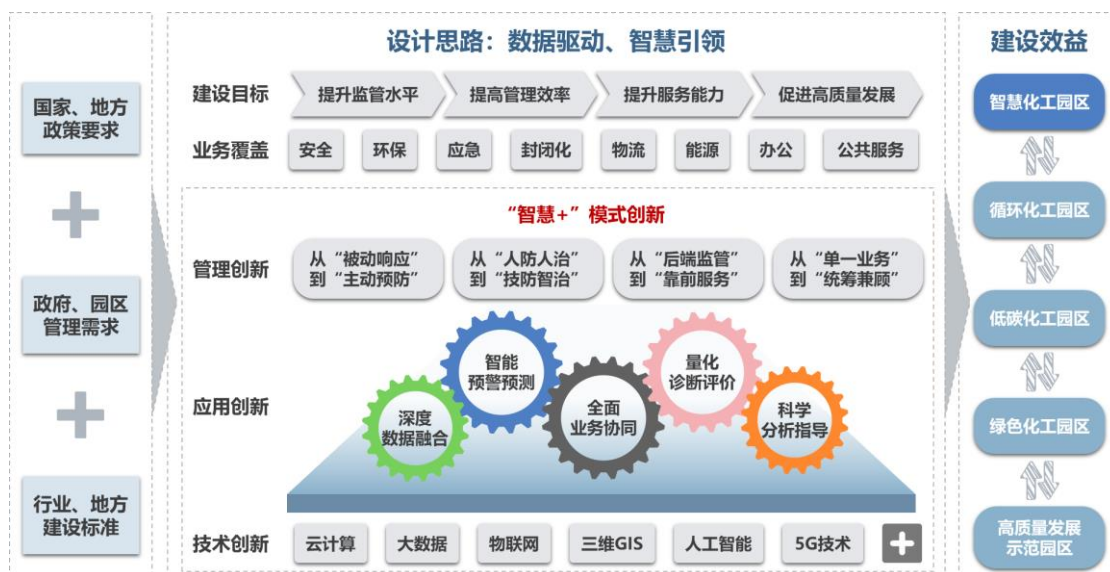 国家、地方
政策要求
政府、园区
管理需求
行业、地方
建设标准
设计思路：数据驱动、智慧引领
建设目标
提升监管水平
提高管理效率
提升服务能力
促进高质量发展
业务覆盖
安全
环保
应急
封闭化
物流
能源
办公
公共服务
“智慧+”模式创新
管理创新
从“被动响应”
到“主动预防”
从“人防人治”
到“技防智治”
从“后端监管”
到“靠前服务”
从“单一业务”
到“统筹兼顾”
应用创新
深度
数据融合
智能
预警预测
全面
业务协同
量化
诊断评价
科学
分析指导
技术创新
云计算
大数据
物联网
三维GIS
人工智能
5G技术
建设效益
智慧化工园区
循环化工园区
低碳化工园区
绿色化工园区
高质量发展
示范园区